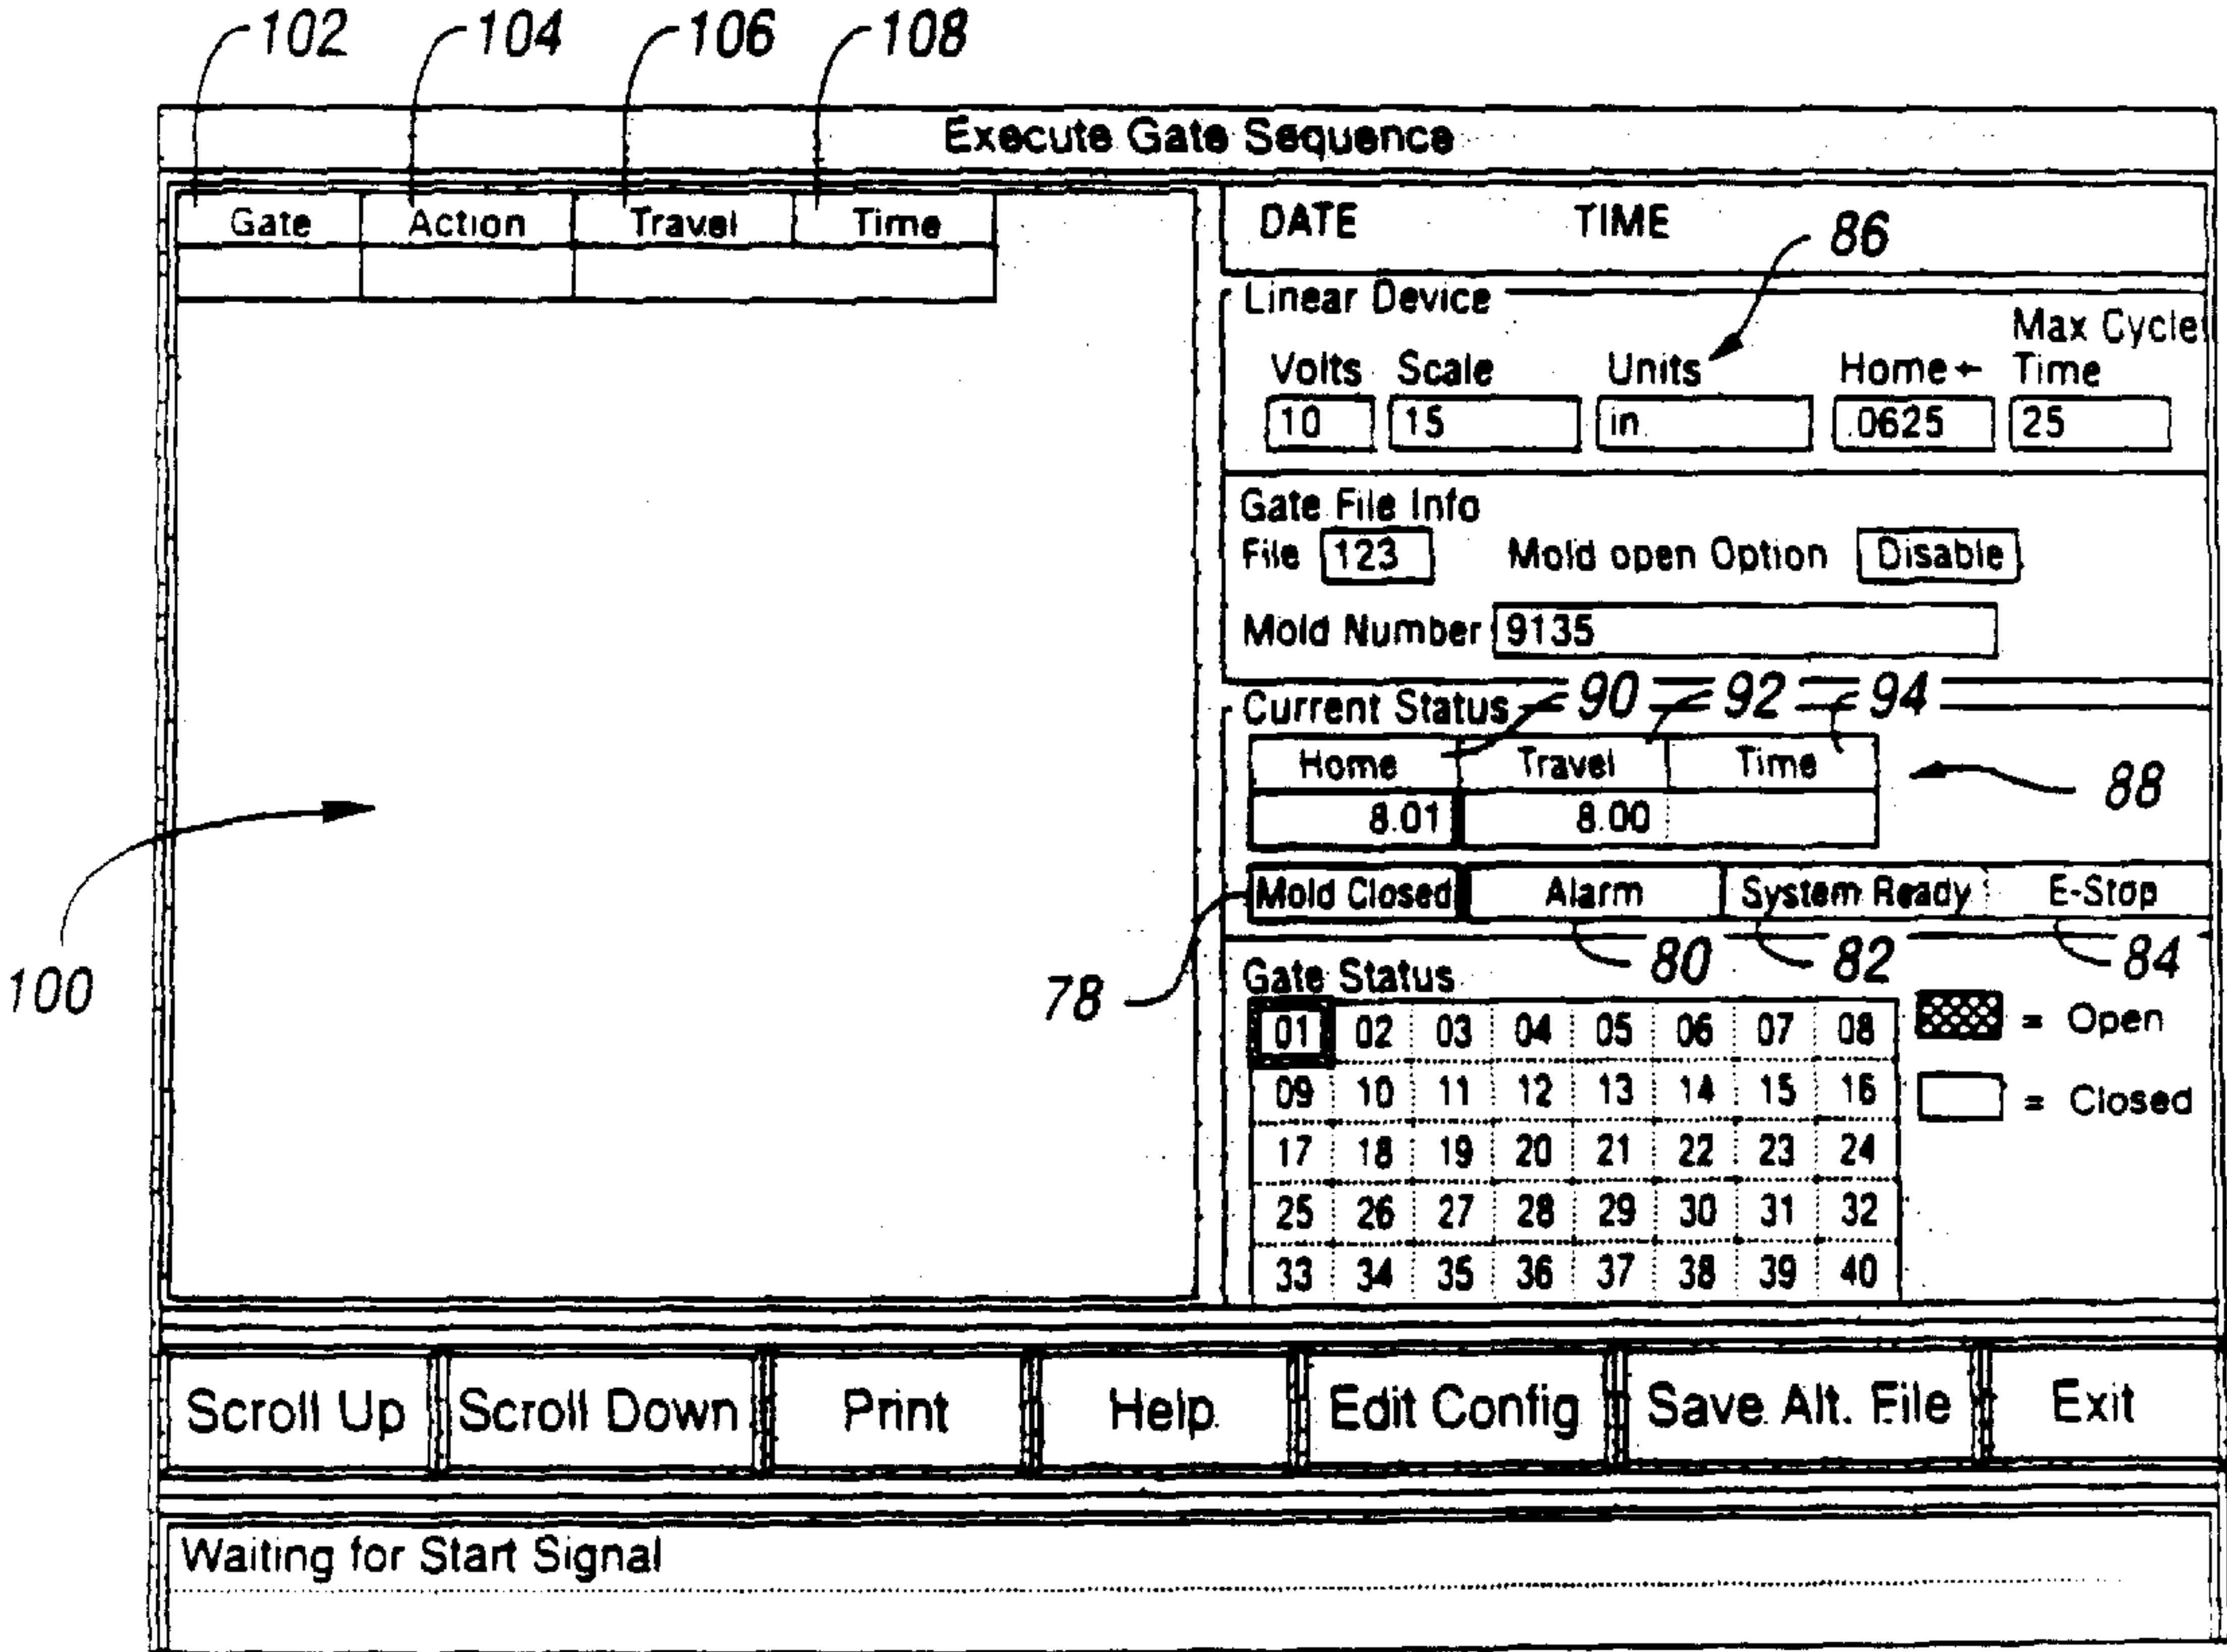 102 104 106 108
Execute Gate Sequence
Gate Action Travel Time
DATE TIME
86
Linear Device
Max Cycle
Volts Scale Units Home+- Time
10 15 in. .0625 25
Gate File Info
File 123 Mold open Option Disable
Mold Number 9135
Current Status 90 92 94
Home Travel Time
88
8.01 8.00
Mold Closed Alarm System Ready E-Stop
100
78 80 82 84
Gate Status
01 02 03 04 05 06 07 08 = Open
09 10 11 12 13 14 15 16 = Closed
17 18 19 20 21 22 23 24
25 26 27 28 29 30 31 32
33 34 35 36 37 38 39 40
Scroll Up Scroll Down Print Help Edit Config Save Alt. File Exit
Waiting for Start Signal